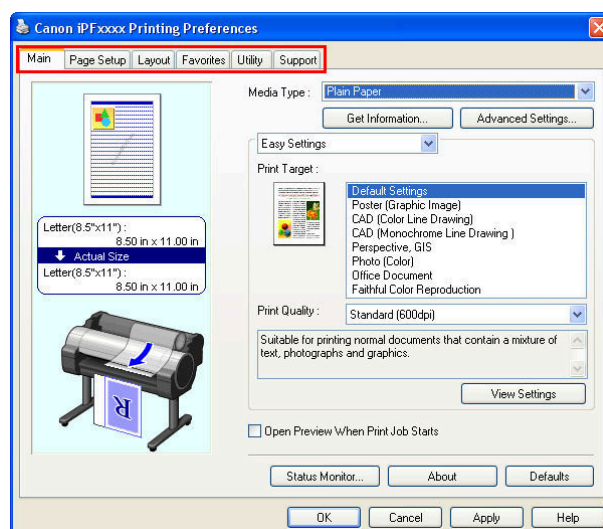 Canon iPFxxxx Printing Preferences
Main Page Setup Layout Favorites Utility Support
Media Type : Plain Paper
Get Information... Advanced Settings...
Easy Settings
Print Target :
Default Settings
Poster (Graphic Image)
CAD (Color Line Drawing)
CAD (Monochrome Line Drawing )
Perspective, GIS
Photo (Color)
Office Document
Faithful Color Reproduction
Letter(8.5"x11") :
8.50 in x 11.00 in
Actual Size
Letter(8.5"x11") :
8.50 in x 11.00 in
R
Print Quality : Standard (600dpi)
Suitable for printing normal documents that contain a mixture of
text, photographs and graphics.
View Settings
Open Preview When Print Job Starts
Status Monitor... About Defaults
OK Cancel Apply Help